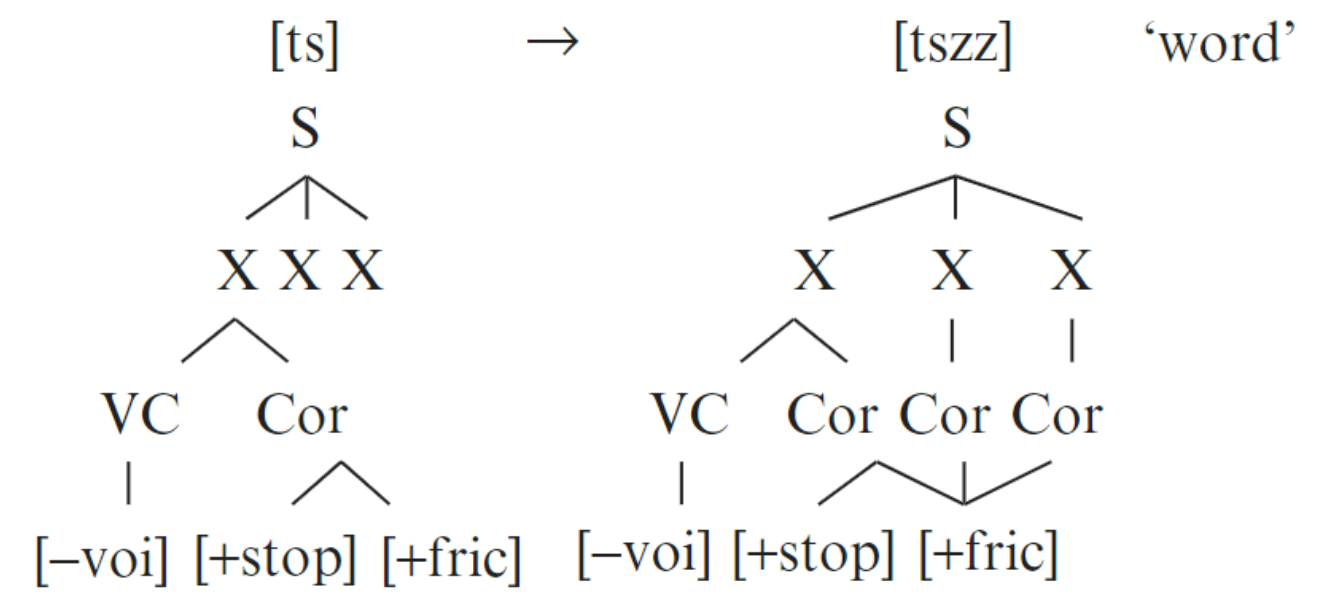 [ts] → [tszz] ‘word’
S S
X X X X X X
VC Cor VC Cor Cor Cor
[–voi] [+stop] [+fric] [–voi] [+stop] [+fric]